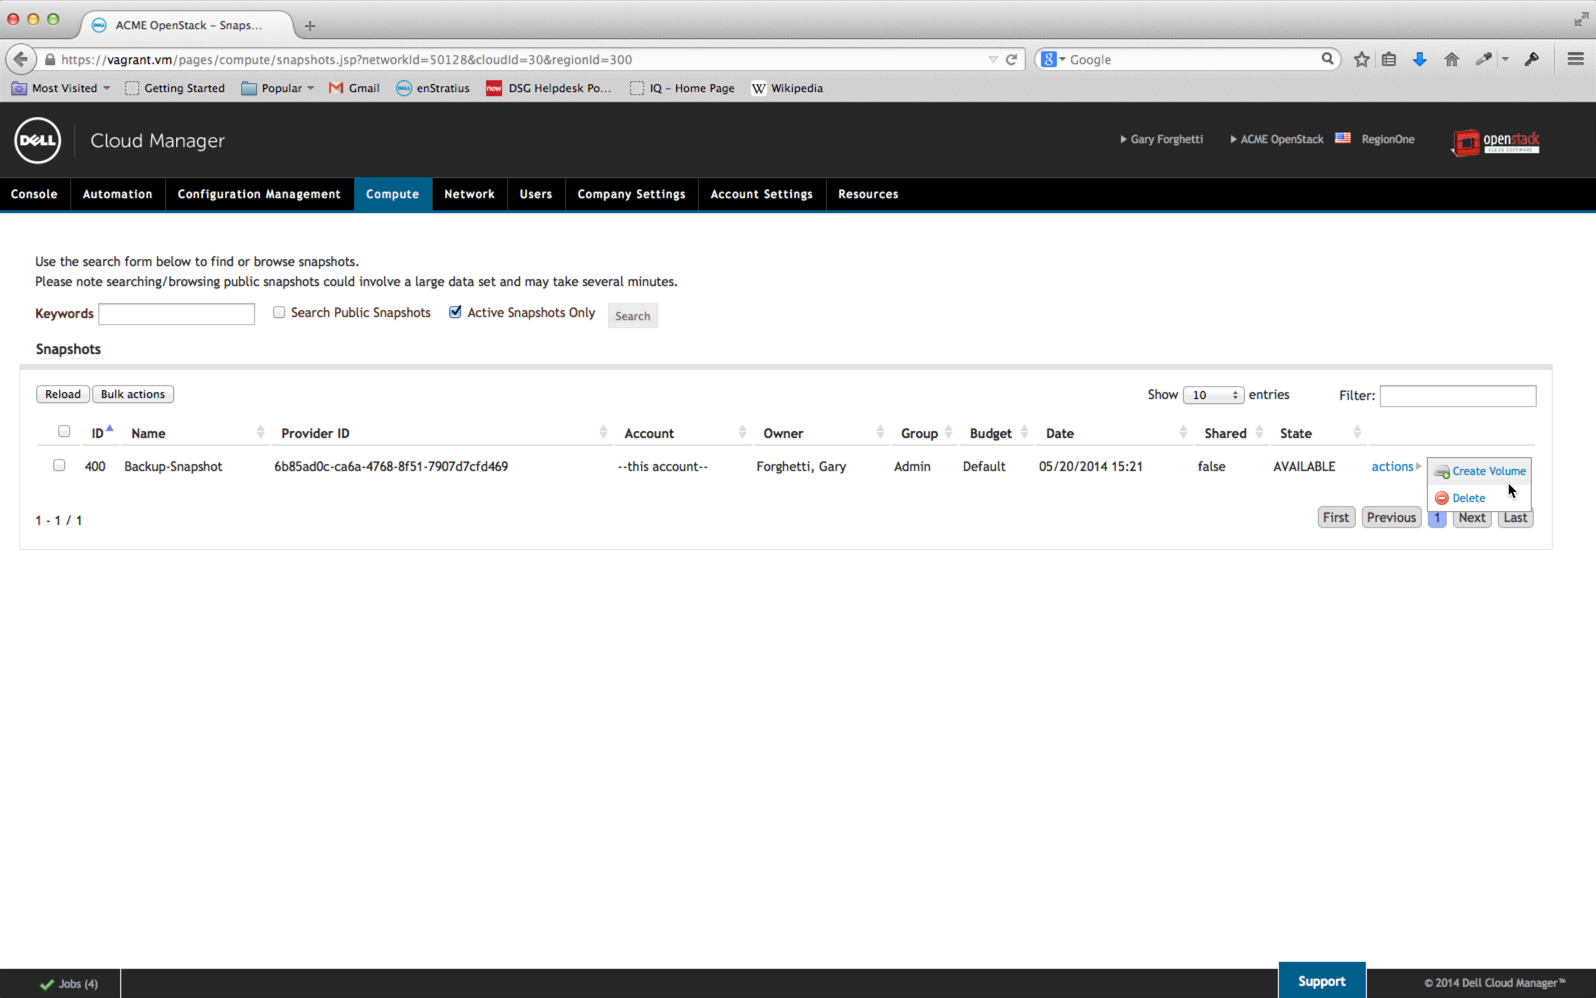 ACME OpenStack - Snaps...
https://vagrant.vm/pages/compute/snapshots.jsp?networkId=50128&cloudId=30&regionId=300
Google
Most Visited Getting Started Popular Gmail enStratius DSG Helpdesk Po... IQ - Home Page Wikipedia
DELL Cloud Manager Gary Forghetti ACME OpenStack RegionOne openstack
CLOUD SOFTWARE
Console Automation Configuration Management Compute Network Users Company Settings Account Settings Resources
Use the search form below to find or browse snapshots.
Please note searching/browsing public snapshots could involve a large data set and may take several minutes.
Keywords Search Public Snapshots Active Snapshots Only Search
Snapshots
Reload Bulk actions Show 10 entries Filter:
ID Name Provider ID Account Owner Group Budget Date Shared State
400 Backup-Snapshot 6b85ad0c-ca6a-4768-8f51-7907d7cfd469 --this account-- Forghetti, Gary Admin Default 05/20/2014 15:21 false AVAILABLE actions Create Volume
Delete
1 - 1 / 1 First Previous 1 Next Last
Jobs (4) Support © 2014 Dell Cloud Manager™